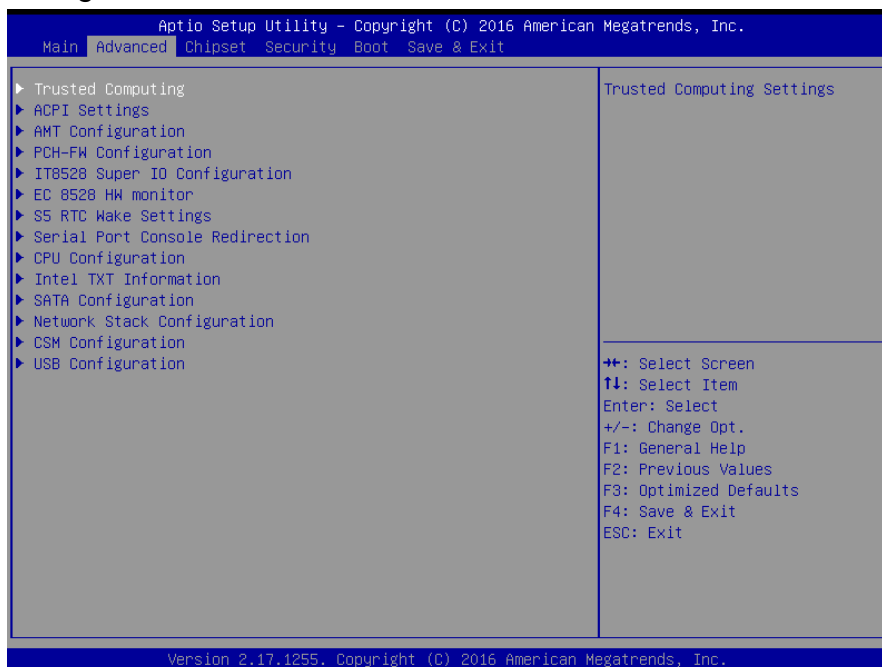 Aptio Setup Utility – Copyright (C) 2016 American Megatrends, Inc.
Main Advanced Chipset Security Boot Save & Exit
▶ Trusted Computing
▶ ACPI Settings
▶ AMT Configuration
▶ PCH-FW Configuration
▶ IT8528 Super IO Configuration
▶ EC 8528 HW monitor
▶ S5 RTC Wake Settings
▶ Serial Port Console Redirection
▶ CPU Configuration
▶ Intel TXT Information
▶ SATA Configuration
▶ Network Stack Configuration
▶ CSM Configuration
▶ USB Configuration
Trusted Computing Settings
→←: Select Screen
↑↓: Select Item
Enter: Select
+/-: Change Opt.
F1: General Help
F2: Previous Values
F3: Optimized Defaults
F4: Save & Exit
ESC: Exit
Version 2.17.1255. Copyright (C) 2016 American Megatrends, Inc.